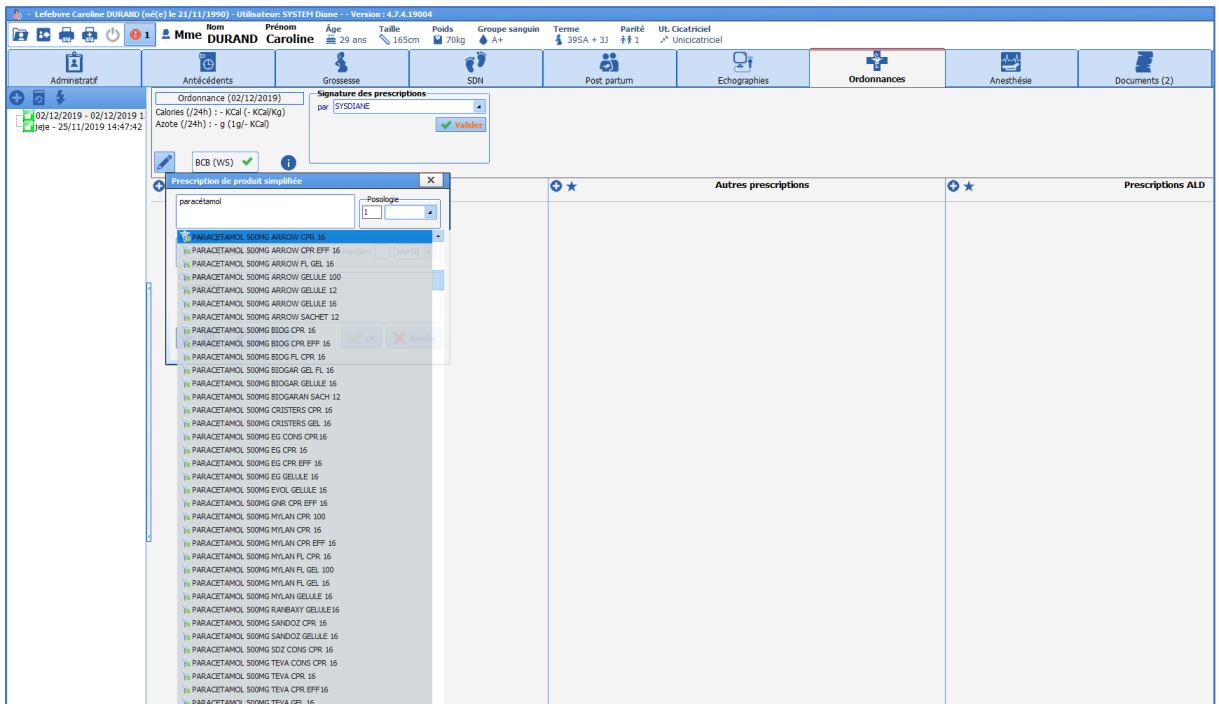 - Lefebvre Caroline DURAND (né(e) le 21/11/1990) - Utilisateur: SYSTEM Diane - - Version : 4.7.4.19004
1 Mme Nom DURAND Prénom Caroline Âge 29 ans Taille 165cm Poids 70kg Groupe sanguin A+ Terme 39SA + 3J Parité 1 Ut. Cicatriciel Unicicatriciel
Administratif Antécédents Grossesse SDN Post partum Echographies Ordonnances Anesthésie Documents (2)
02/12/2019 - 02/12/2019 1
jeje - 25/11/2019 14:47:42
Ordonnance (02/12/2019)
Calories (/24h) : - KCal (- KCal/Kg)
Azote (/24h) : - g (1g/- KCal)
Signature des prescriptions
par SYSDIANE
Valider
BCB (WS)
Autres prescriptions
Prescriptions ALD
Prescription de produit simplifiée
paracétamol
Posologie
1
PARACETAMOL 500MG ARROW CPR 16
PARACETAMOL 500MG ARROW CPR EFF 16
Pendant jour(s)
PARACETAMOL 500MG ARROW FL GEL 16
PARACETAMOL 500MG ARROW GELULE 100
PARACETAMOL 500MG ARROW GELULE 12
PARACETAMOL 500MG ARROW GELULE 16
PARACETAMOL 500MG ARROW SACHET 12
PARACETAMOL 500MG BIOG CPR 16
OK Annuler
PARACETAMOL 500MG BIOG CPR EFF 16
PARACETAMOL 500MG BIOG FL CPR 16
PARACETAMOL 500MG BIOGAR GEL FL 16
PARACETAMOL 500MG BIOGAR GELULE 16
PARACETAMOL 500MG BIOGARAN SACH 12
PARACETAMOL 500MG CRISTERS CPR 16
PARACETAMOL 500MG CRISTERS GEL 16
PARACETAMOL 500MG EG CONS CPR16
PARACETAMOL 500MG EG CPR 16
PARACETAMOL 500MG EG CPR EFF 16
PARACETAMOL 500MG EG GELULE 16
PARACETAMOL 500MG EVOL GELULE 16
PARACETAMOL 500MG GNR CPR EFF 16
PARACETAMOL 500MG MYLAN CPR 100
PARACETAMOL 500MG MYLAN CPR 16
PARACETAMOL 500MG MYLAN CPR EFF 16
PARACETAMOL 500MG MYLAN FL CPR 16
PARACETAMOL 500MG MYLAN FL GEL 100
PARACETAMOL 500MG MYLAN FL GEL 16
PARACETAMOL 500MG MYLAN GELULE 16
PARACETAMOL 500MG RANBAXY GELULE16
PARACETAMOL 500MG SANDOZ CPR 16
PARACETAMOL 500MG SANDOZ GELULE 16
PARACETAMOL 500MG SDZ CONS CPR 16
PARACETAMOL 500MG TEVA CONS CPR 16
PARACETAMOL 500MG TEVA CPR 16
PARACETAMOL 500MG TEVA CPR EFF16
PARACETAMOL 500MG TEVA GEL 16